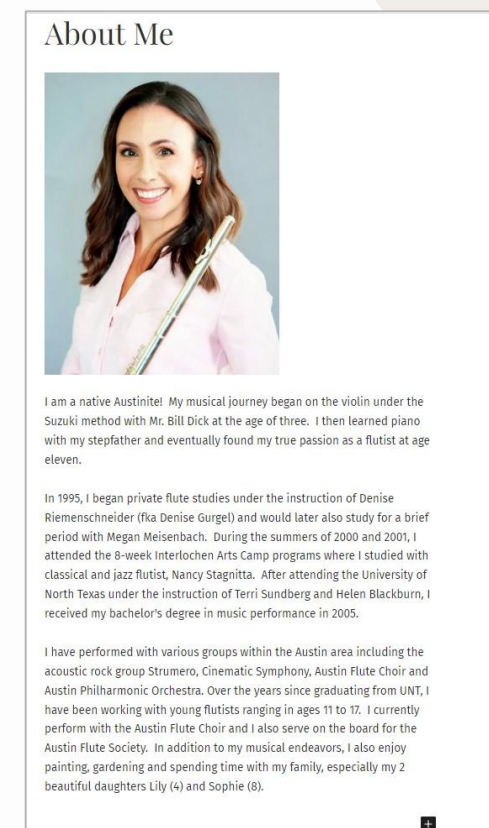 About Me
I am a native Austinite!  My musical journey began on the violin under the
Suzuki method with Mr. Bill Dick at the age of three.  I then learned piano
with my stepfather and eventually found my true passion as a flutist at age
eleven.
In 1995, I began private flute studies under the instruction of Denise
Riemenschneider (fka Denise Gurgel) and would later also study for a brief
period with Megan Meisenbach.  During the summers of 2000 and 2001, I
attended the 8-week Interlochen Arts Camp programs where I studied with
classical and jazz flutist, Nancy Stagnitta.  After attending the University of
North Texas under the instruction of Terri Sundberg and Helen Blackburn, I
received my bachelor's degree in music performance in 2005.
I have performed with various groups within the Austin area including the
acoustic rock group Strumero, Cinematic Symphony, Austin Flute Choir and
Austin Philharmonic Orchestra. Over the years since graduating from UNT, I
have been working with young flutists ranging in ages 11 to 17.  I currently
perform with the Austin Flute Choir and I also serve on the board for the
Austin Flute Society.  In addition to my musical endeavors, I also enjoy
painting, gardening and spending time with my family, especially my 2
beautiful daughters Lily (4) and Sophie (8).